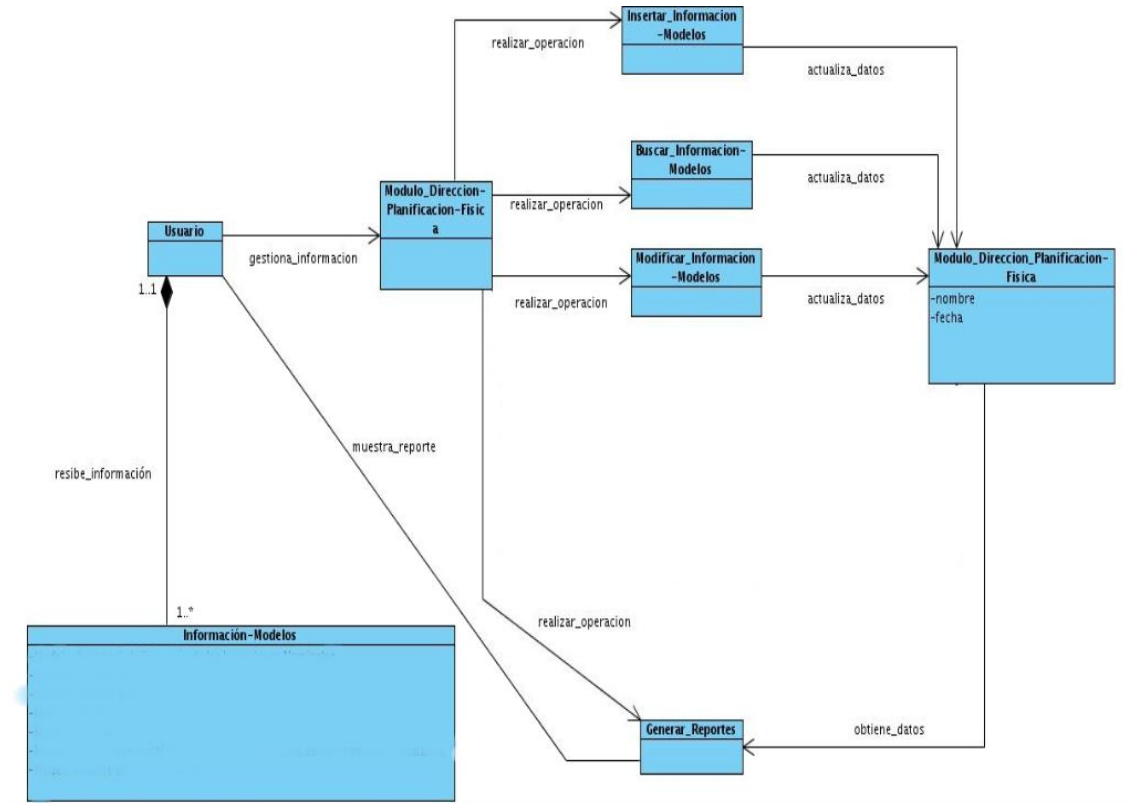 Insertar_Informacion
-Modelos
realizar_operacion
actualiza_datos
Buscar_Informacion-
Modelos
actualiza_datos
Modulo_Direccion-
Planificacion-Fisic
a
realizar_operacion
Usuario
gestiona_informacion
Modificar_Informacion
-Modelos
Modulo_Direccion_Planificacion-
Fisica
-nombre
-fecha
1..1
realizar_operacion
actualiza_datos
muestra_reporte
resibe_información
1..*
realizar_operacion
Información-Modelos
Generar_Reportes
obtiene_datos